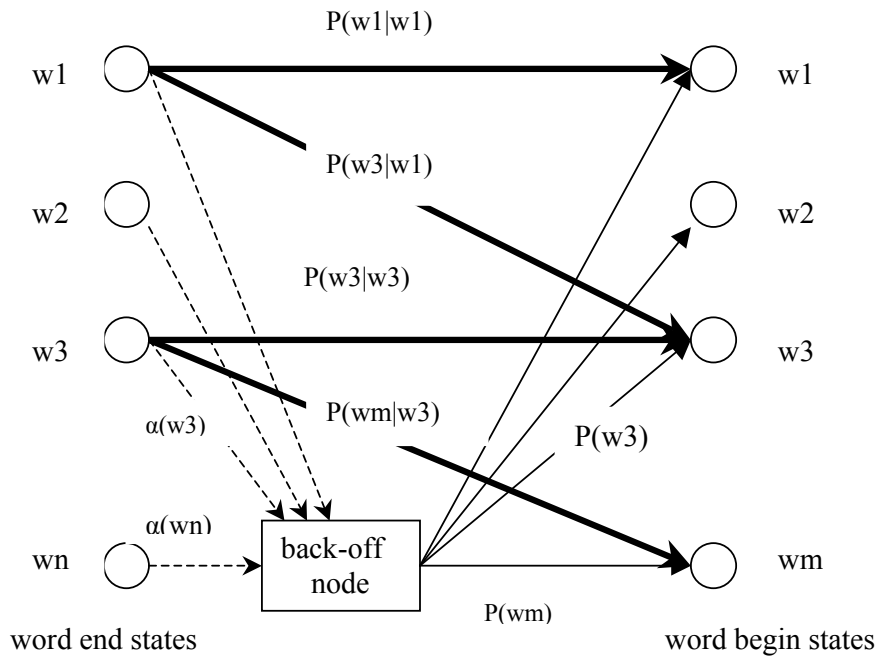 P(w1|w1)
w1
w1
P(w3|w1)
w2
w2
P(w3|w3)
w3
w3
α(w3)
P(wm|w3)
P(w3)
α(wn)
wn
back-off
node
wm
P(wm)
word end states
word begin states